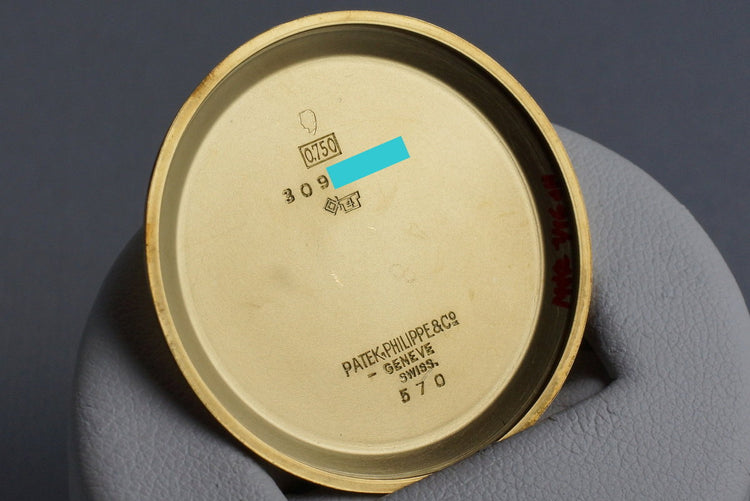 0.750
309
PATEK, PHILIPPE & Cº
- GENEVE
SWISS.
570